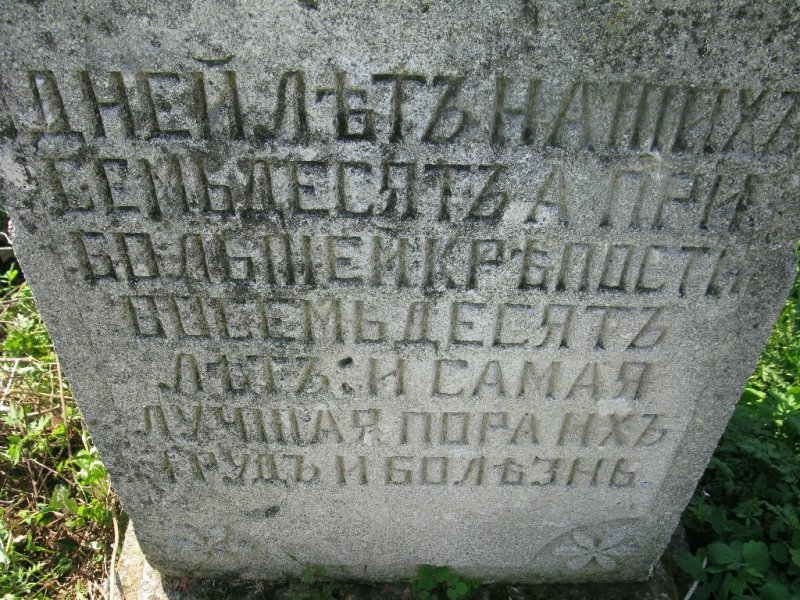 ДНЕЙ ЛѢТЪ НАШИХЪ
СЕМЬДЕСЯТЪ А ПРИ
БОЛЬШЕЙ КРѢПОСТИ
ВОСЕМЬДЕСЯТЪ
ЛѢТЪ: И САМАЯ
ЛУЧШАЯ ПОРА ИХЪ
ТРУДЪ И БОЛѢЗНЬ.